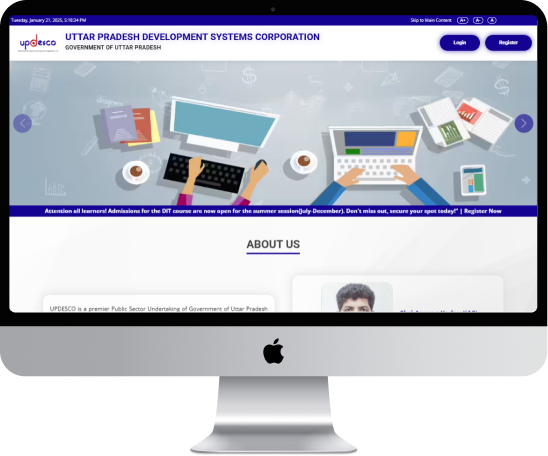 Tuesday, January 21, 2025, 5:18:34 PM
Skip to Main Content
A+
A-
A
updesco
UTTAR PRADESH DEVELOPMENT SYSTEMS CORPORATION
GOVERNMENT OF UTTAR PRADESH
Login
Register
Attention all learners! Admissions for the DIT course are now open for the summer session(July-December). Don't miss out, secure your spot today!" | Register Now
ABOUT US
UPDESCO is a premier Public Sector Undertaking of Government of Uttar Pradesh